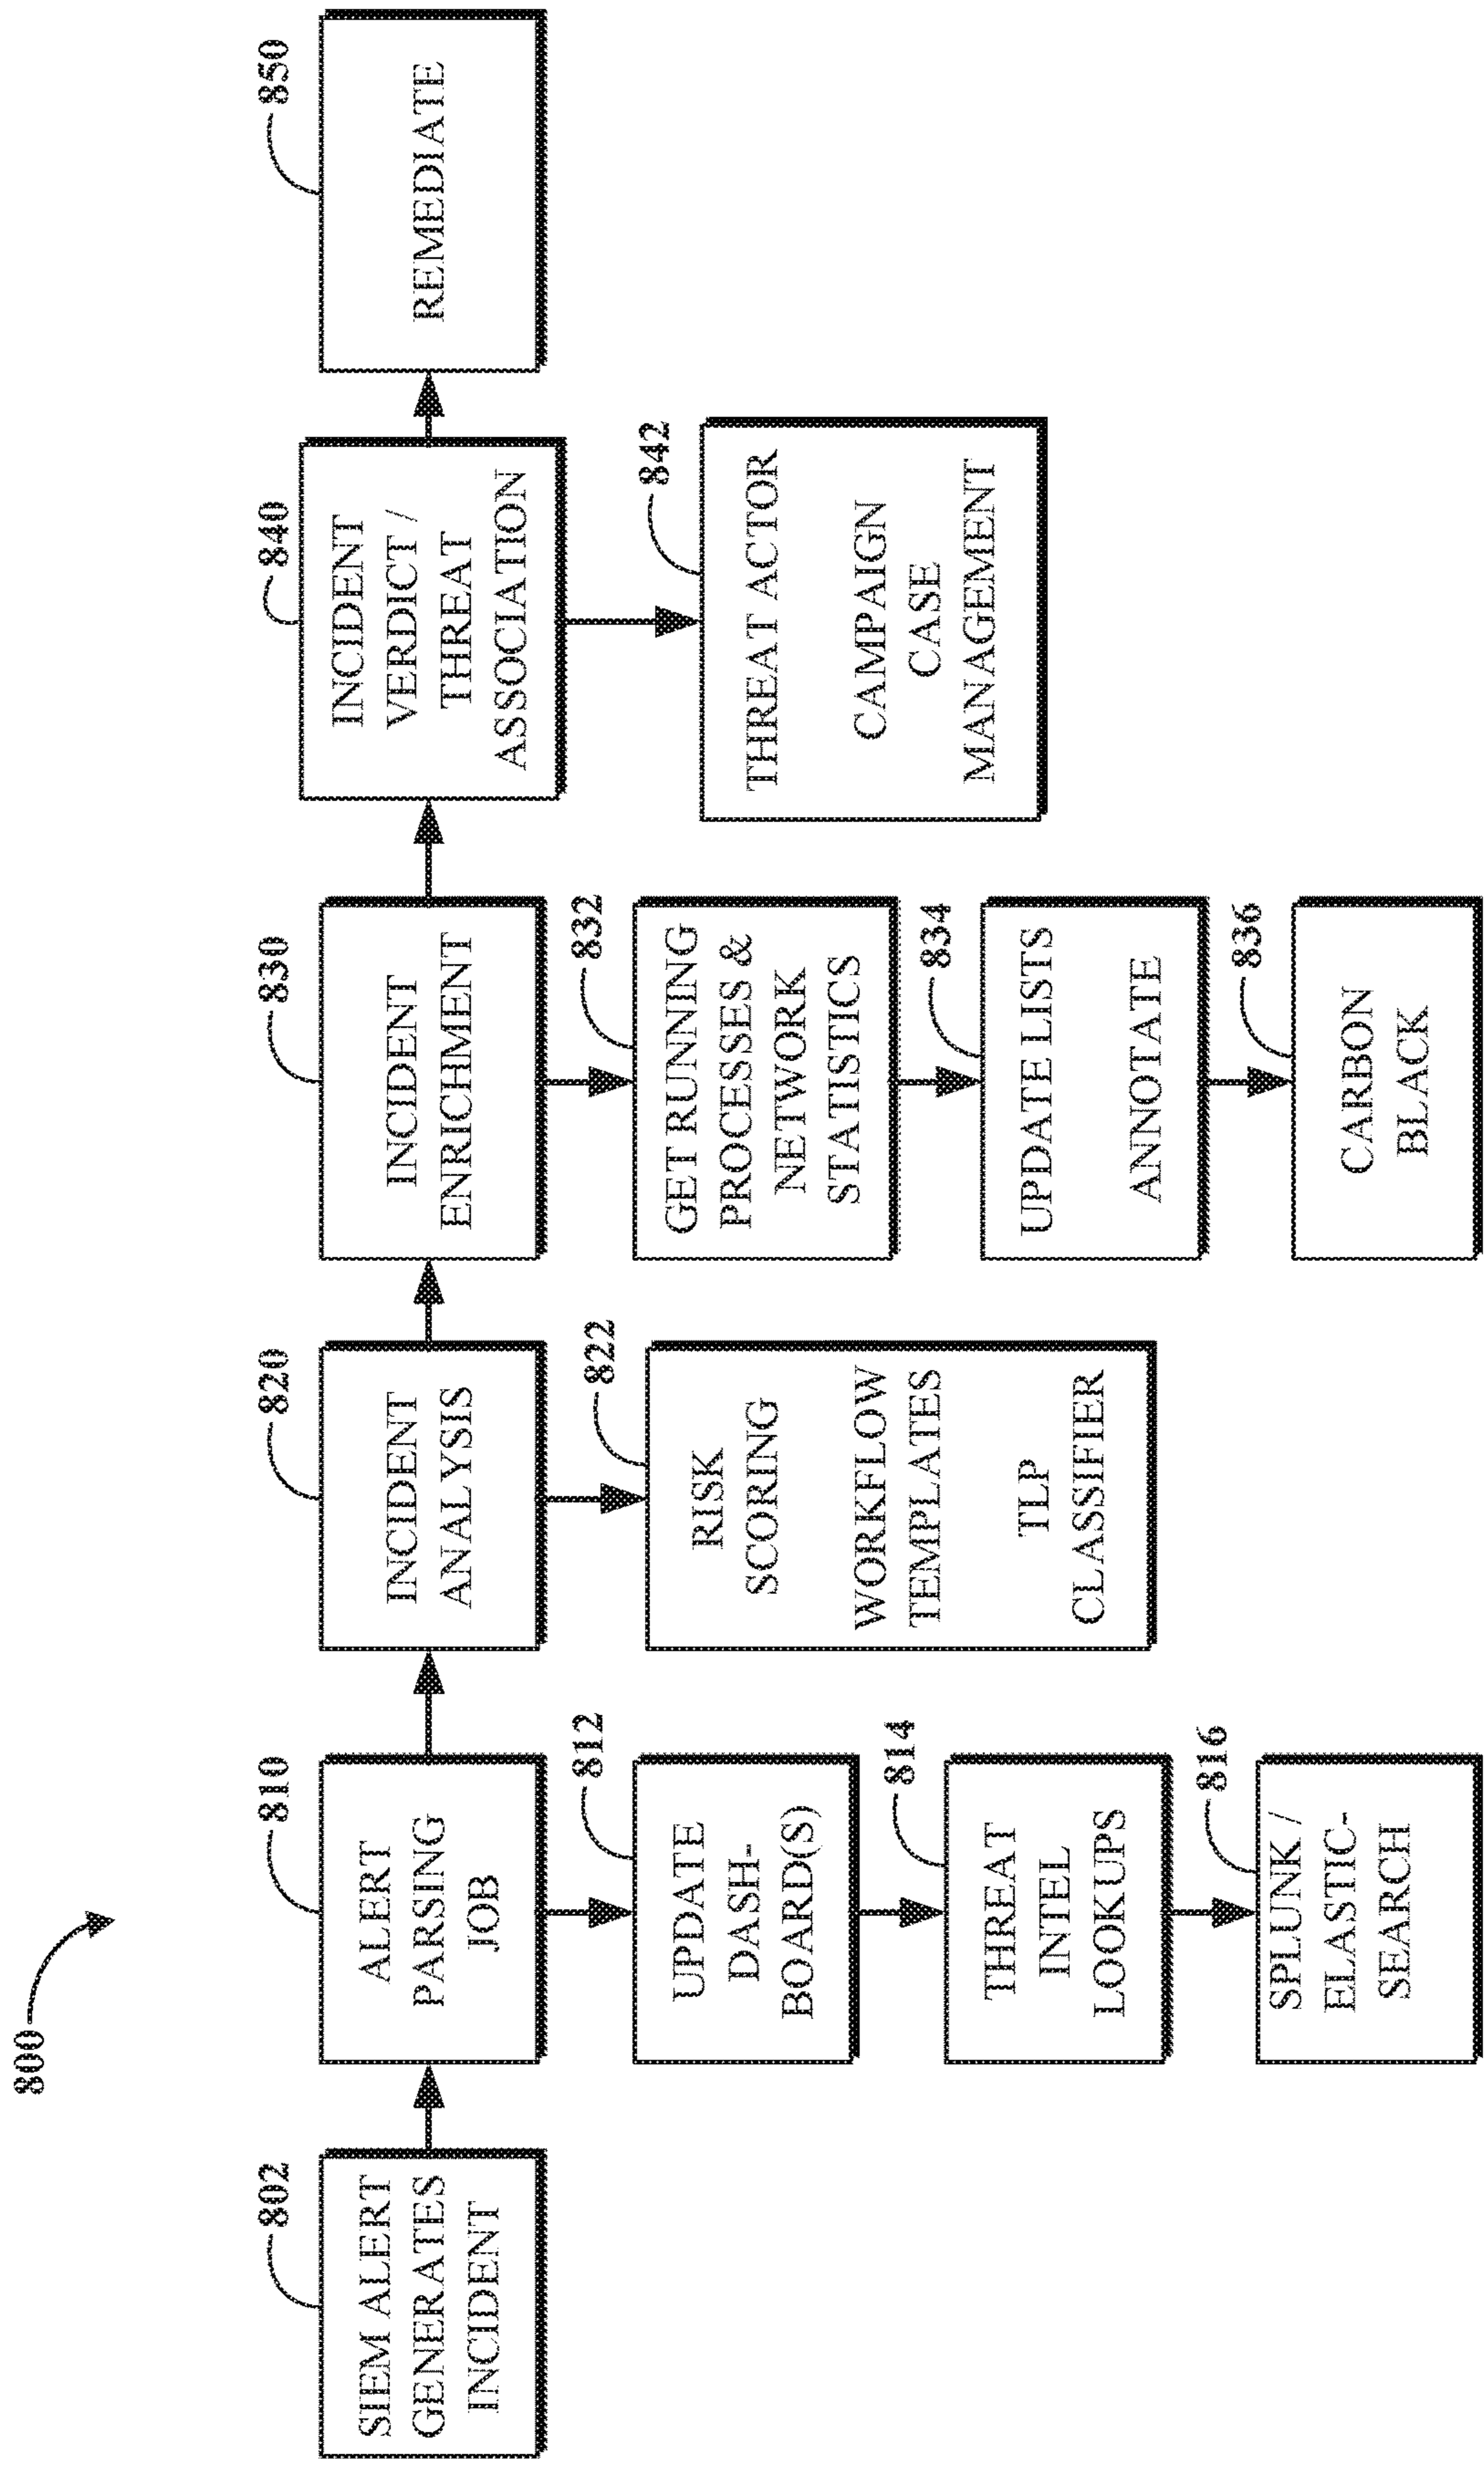 800
802
SIEM ALERT
GENERATES
INCIDENT
810
ALERT
PARSING
JOB
812
UPDATE
DASH-
BOARD(S)
814
THREAT
INTEL
LOOKUPS
816
SPLUNK /
ELASTIC-
SEARCH
820
INCIDENT
ANALYSIS
822
RISK
SCORING
WORKFLOW
TEMPLATES
TLP
CLASSIFIER
830
INCIDENT
ENRICHMENT
832
GET RUNNING
PROCESSES &
NETWORK
STATISTICS
834
UPDATE LISTS
ANNOTATE
836
CARBON
BLACK
840
INCIDENT
VERDICT /
THREAT
ASSOCIATION
842
THREAT ACTOR
CAMPAIGN
CASE
MANAGEMENT
850
REMEDIATE